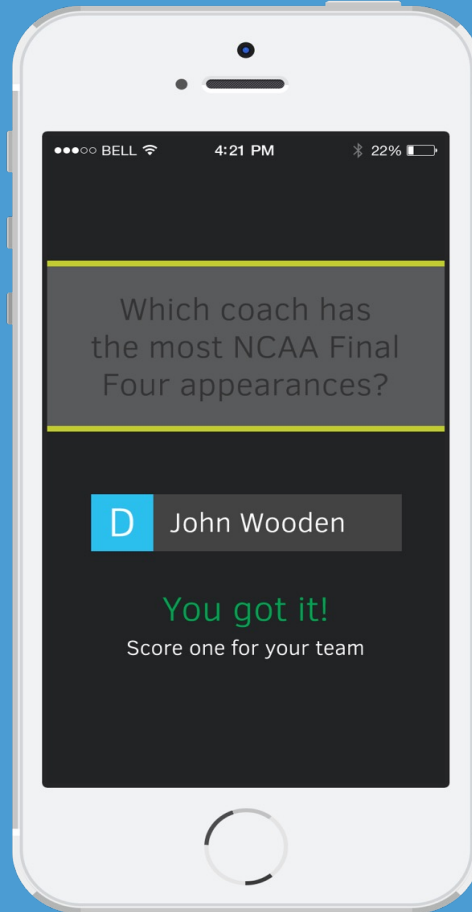 BELL 4:21 PM 22%
Which coach has
the most NCAA Final
Four appearances?
D John Wooden
You got it!
Score one for your team